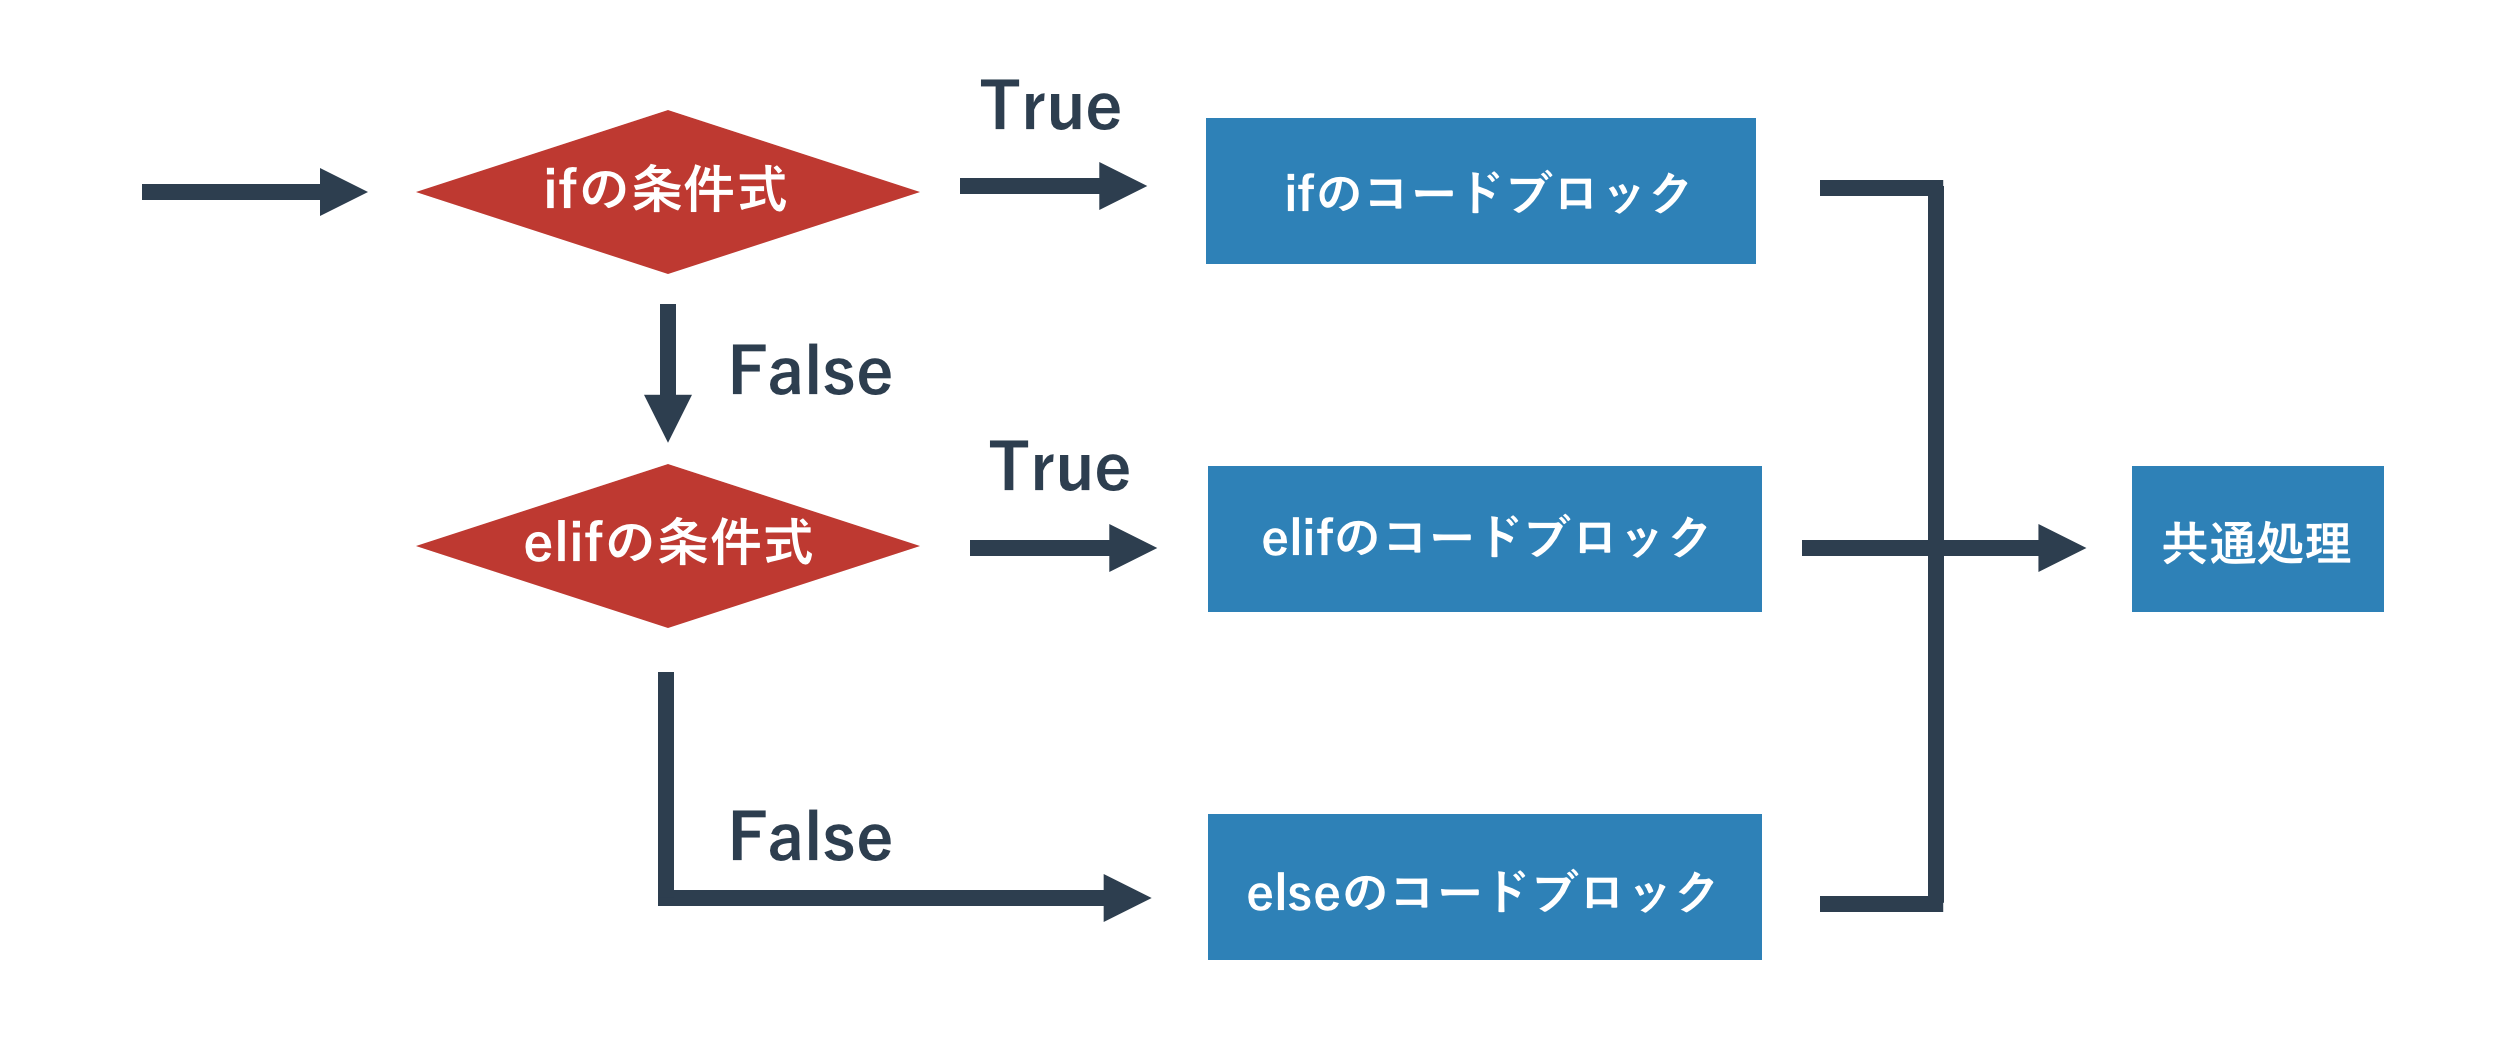 True
ifの条件式
ifのコードブロック
False
True
elifの条件式
elifのコードブロック
共通処理
False
elseのコードブロック